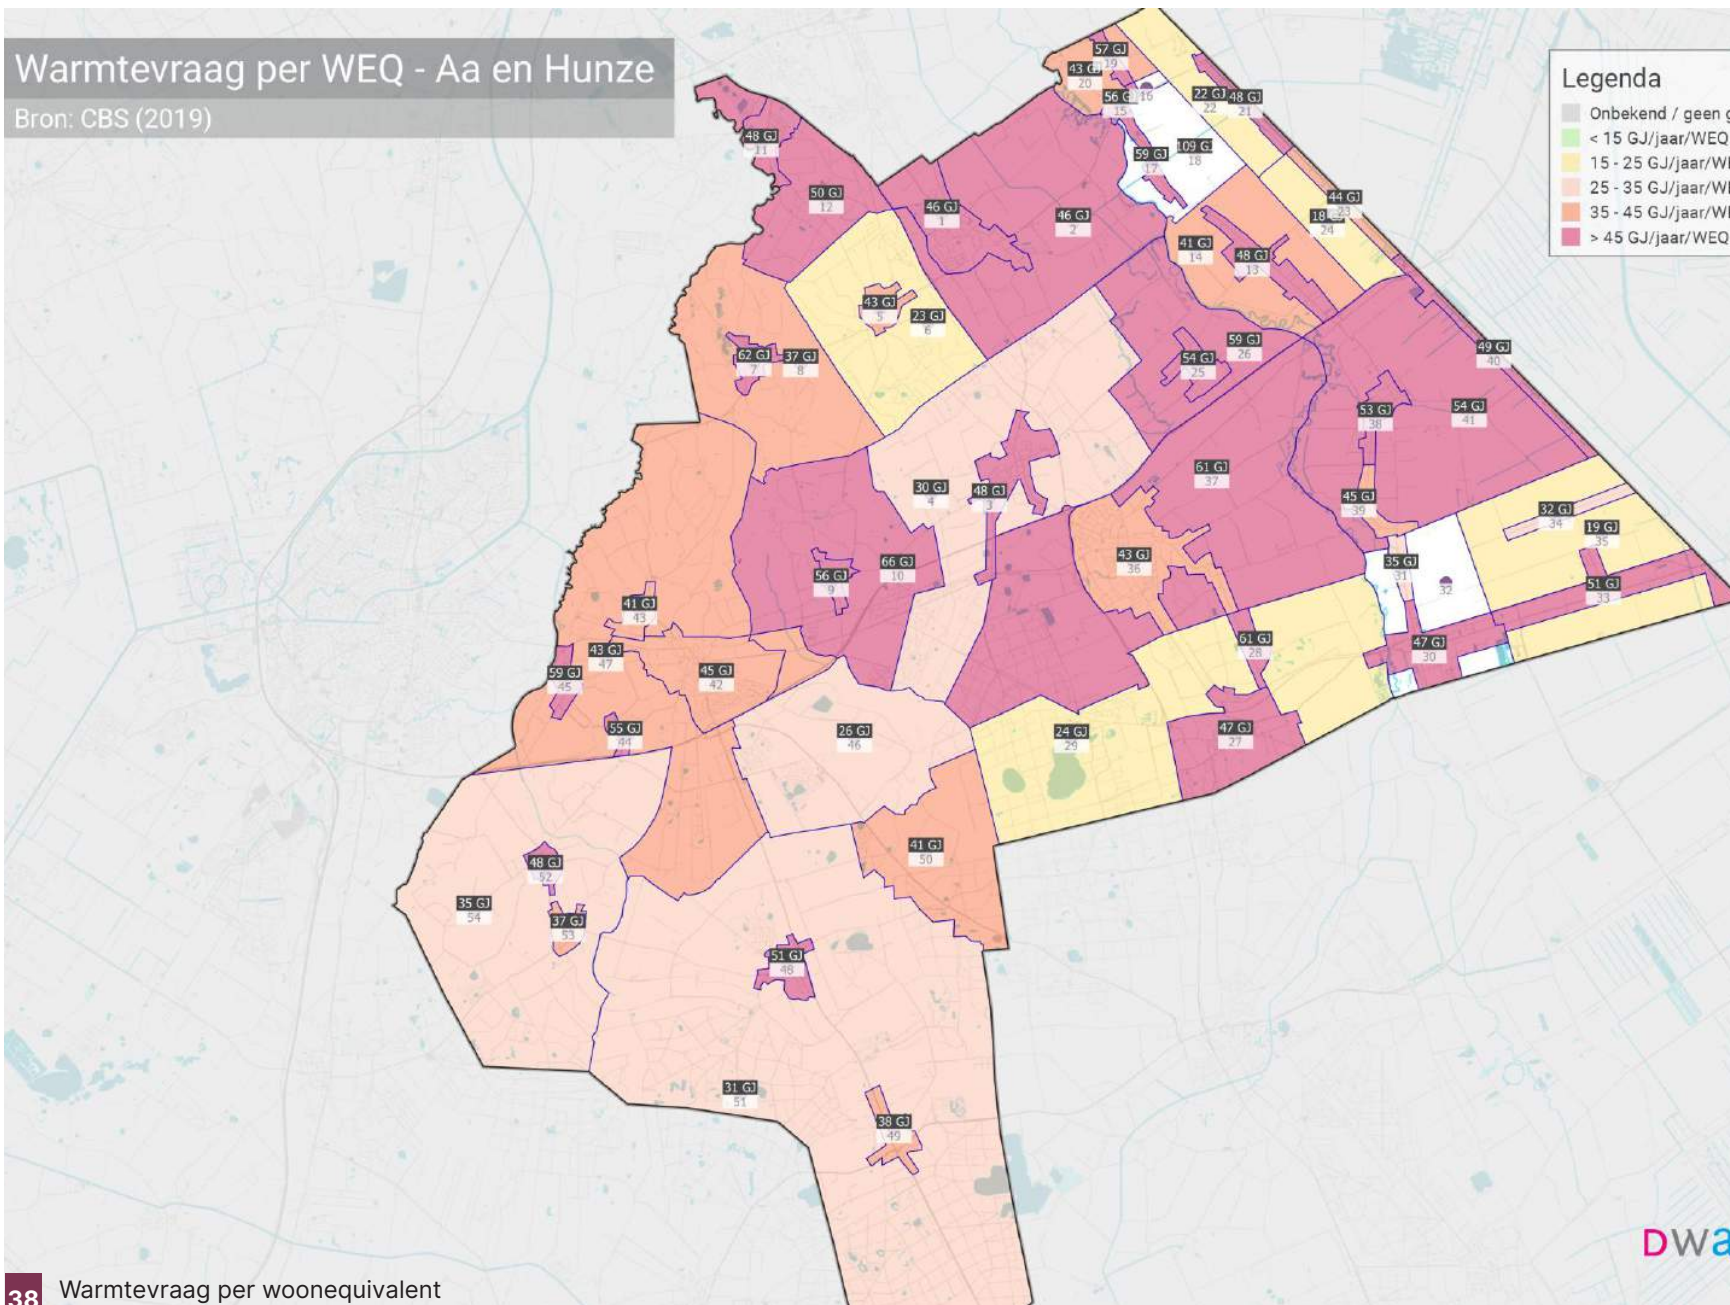 Warmtevraag per WEQ - Aa en Hunze
Bron: CBS (2019)
Legenda
Onbekend / geen g
< 15 GJ/jaar/WEQ
15 - 25 GJ/jaar/WE
25 - 35 GJ/jaar/WE
35 - 45 GJ/jaar/WE
> 45 GJ/jaar/WEQ
57 GJ
19
43 GJ
20
56 GJ
15
16
22 GJ
22
48 GJ
21
48 GJ
11
109 GJ
18
59 GJ
17
50 GJ
12
46 GJ
1
46 GJ
2
44 GJ
23
18 GJ
24
41 GJ
14
48 GJ
13
43 GJ
5
23 GJ
6
62 GJ
7
37 GJ
8
59 GJ
26
54 GJ
25
49 GJ
40
53 GJ
38
54 GJ
41
61 GJ
37
30 GJ
4
48 GJ
3
45 GJ
39
32 GJ
34
19 GJ
35
43 GJ
36
35 GJ
31
32
51 GJ
33
56 GJ
9
66 GJ
10
41 GJ
43
43 GJ
47
59 GJ
45
45 GJ
42
61 GJ
28
47 GJ
30
55 GJ
44
26 GJ
46
24 GJ
29
47 GJ
27
41 GJ
50
48 GJ
52
35 GJ
54
37 GJ
53
51 GJ
48
31 GJ
51
38 GJ
49
DWa
38
Warmtevraag per woonequivalent